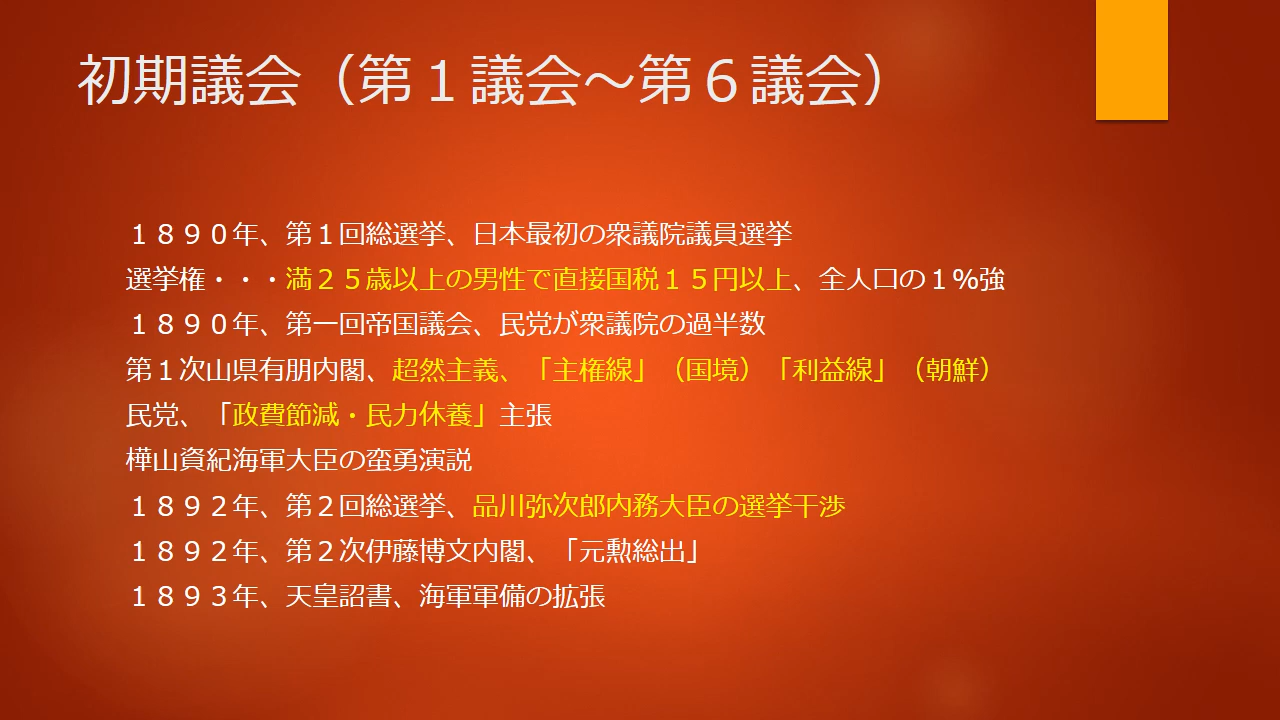 初期議会（第１議会～第６議会）
１８９０年、第１回総選挙、日本最初の衆議院議員選挙
選挙権・・・満２５歳以上の男性で直接国税１５円以上、全人口の１％強
１８９０年、第一回帝国議会、民党が衆議院の過半数
第１次山県有朋内閣、超然主義、「主権線」（国境）「利益線」（朝鮮）
民党、「政費節減・民力休養」主張
樺山資紀海軍大臣の蛮勇演説
１８９２年、第２回総選挙、品川弥次郎内務大臣の選挙干渉
１８９２年、第２次伊藤博文内閣、「元勲総出」
１８９３年、天皇詔書、海軍軍備の拡張